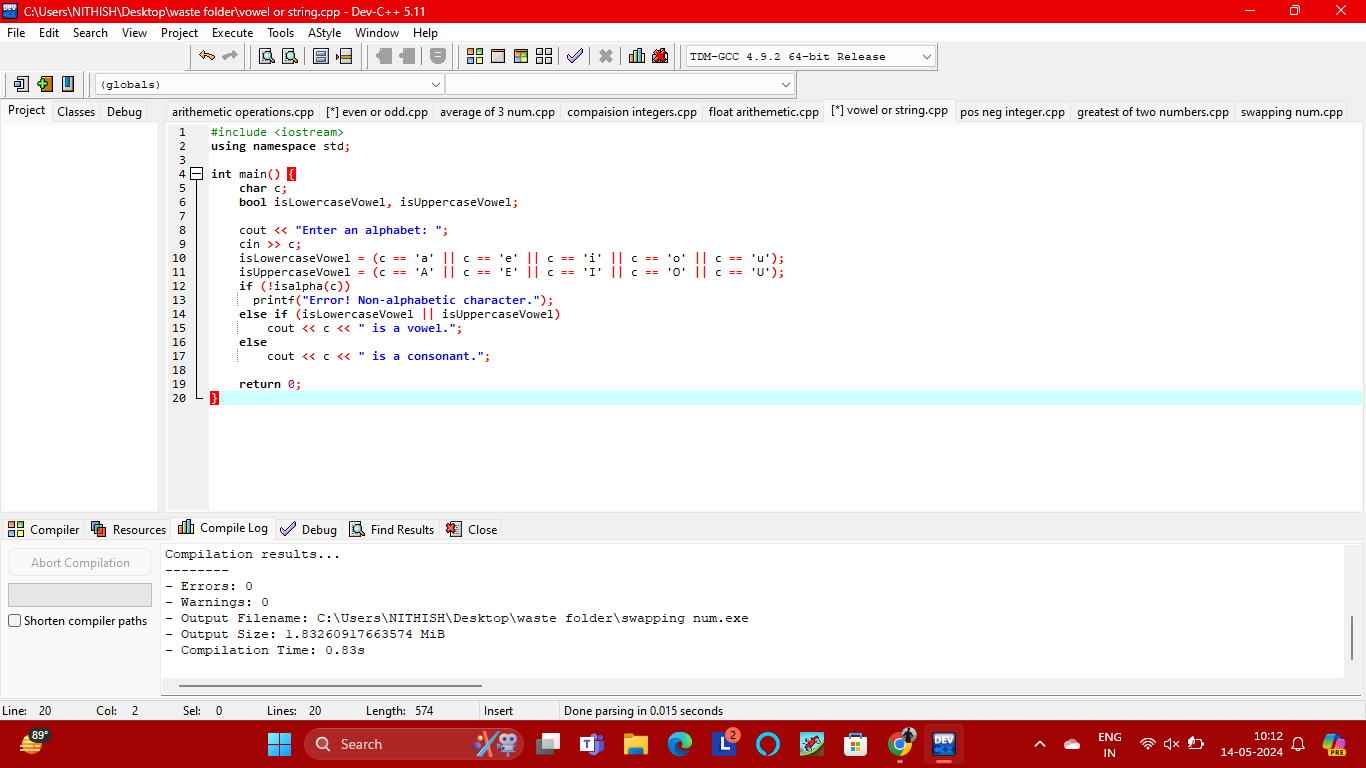 C:\Users\NITHISH\Desktop\waste folder\vowel or string.cpp - Dev-C++ 5.11
File Edit Search View Project Execute Tools AStyle Window Help
TDM-GCC 4.9.2 64-bit Release
(globals)
Project Classes Debug
arithemetic operations.cpp [*] even or odd.cpp average of 3 num.cpp compaision integers.cpp float arithemetic.cpp [*] vowel or string.cpp pos neg integer.cpp greatest of two numbers.cpp swapping num.cpp
1 #include <iostream>
2 using namespace std;
3
4 int main() {
5 char c;
6 bool isLowercaseVowel, isUppercaseVowel;
7
8 cout << "Enter an alphabet: ";
9 cin >> c;
10 isLowercaseVowel = (c == 'a' || c == 'e' || c == 'i' || c == 'o' || c == 'u');
11 isUppercaseVowel = (c == 'A' || c == 'E' || c == 'I' || c == 'O' || c == 'U');
12 if (!isalpha(c))
13 printf("Error! Non-alphabetic character.");
14 else if (isLowercaseVowel || isUppercaseVowel)
15 cout << c << " is a vowel.";
16 else
17 cout << c << " is a consonant.";
18
19 return 0;
20 }
Compiler Resources Compile Log Debug Find Results Close
Abort Compilation
Shorten compiler paths
Compilation results...
--------
- Errors: 0
- Warnings: 0
- Output Filename: C:\Users\NITHISH\Desktop\waste folder\swapping num.exe
- Output Size: 1.83260917663574 MiB
- Compilation Time: 0.83s
Line: 20 Col: 2 Sel: 0 Lines: 20 Length: 574 Insert Done parsing in 0.015 seconds
89°
Search
L 2
DEV
ENG
IN
10:12
14-05-2024
PRE